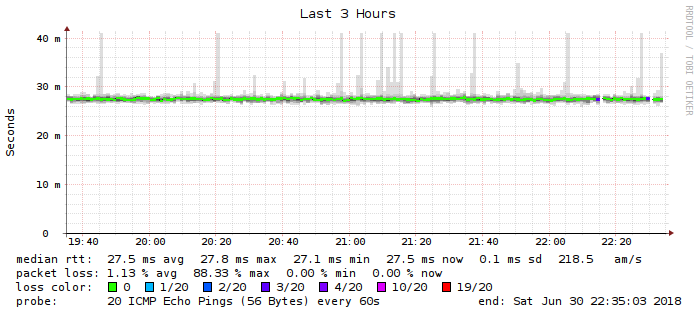 Last 3 Hours
RRDTOOL / TOBI OETIKER
Seconds
40 m
30 m
20 m
10 m
0
19:40 20:00 20:20 20:40 21:00 21:20 21:40 22:00 22:20
median rtt: 27.5 ms avg 27.8 ms max 27.1 ms min 27.5 ms now 0.1 ms sd 218.5 am/s
packet loss: 1.13 % avg 88.33 % max 0.00 % min 0.00 % now
loss color: 0 1/20 2/20 3/20 4/20 10/20 19/20
probe: 20 ICMP Echo Pings (56 Bytes) every 60s end: Sat Jun 30 22:35:03 2018